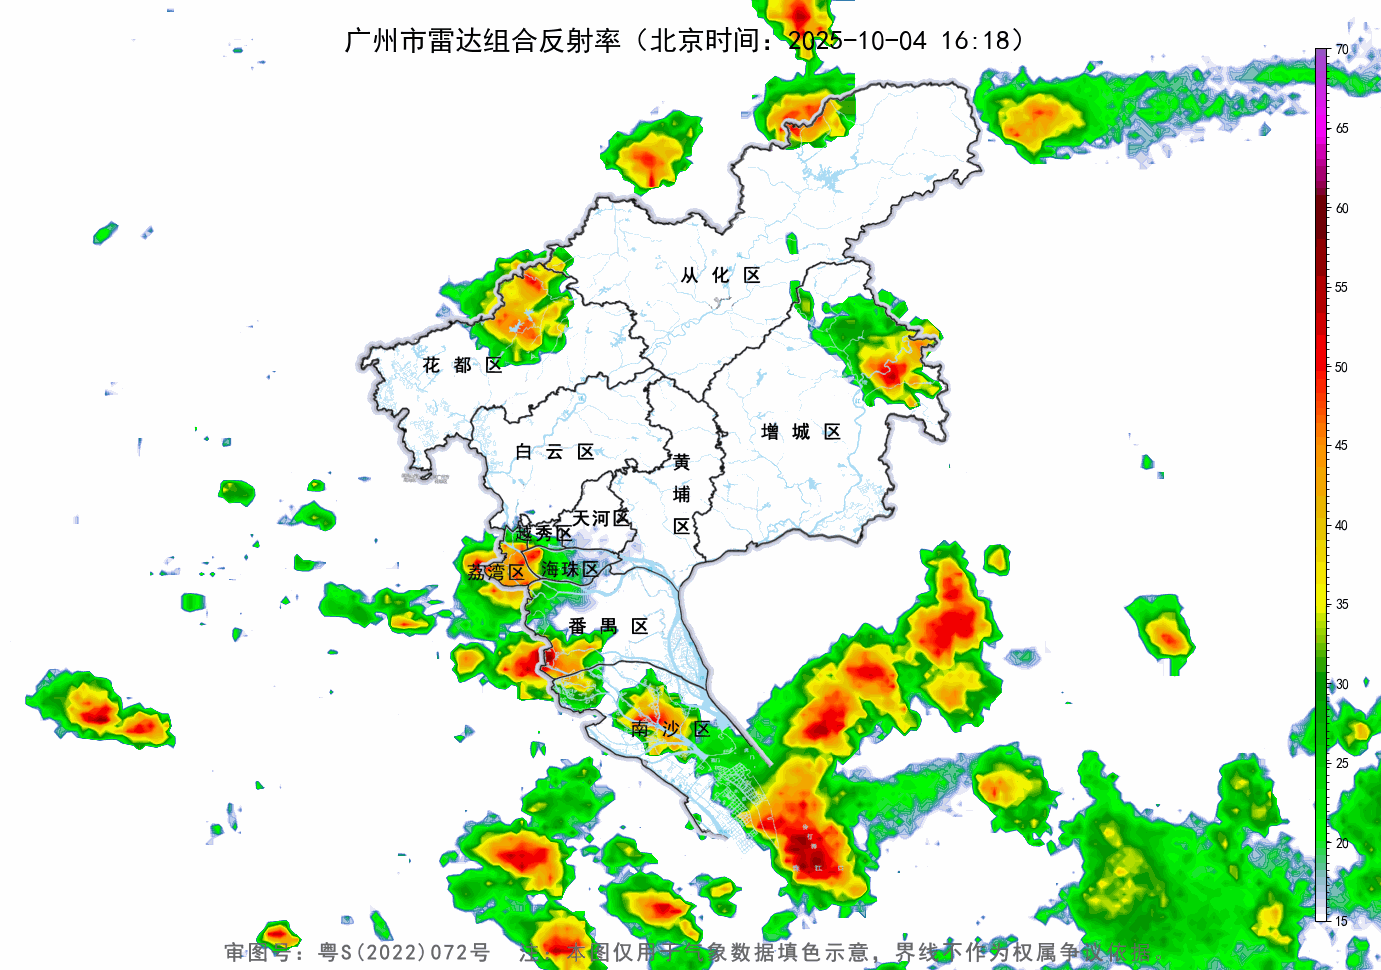 广州市雷达组合反射率（北京时间：2025-10-04 16:18）
70
65
60
55
50
45
40
35
30
25
20
15
从化区
花都区
增城区
白云区
黄埔区
天河区
越秀区
荔湾区
海珠区
番禺区
南沙区
审图号：粤S(2022)072号 注：本图仅用于气象数据填色示意，界线不作为权属争议依据。